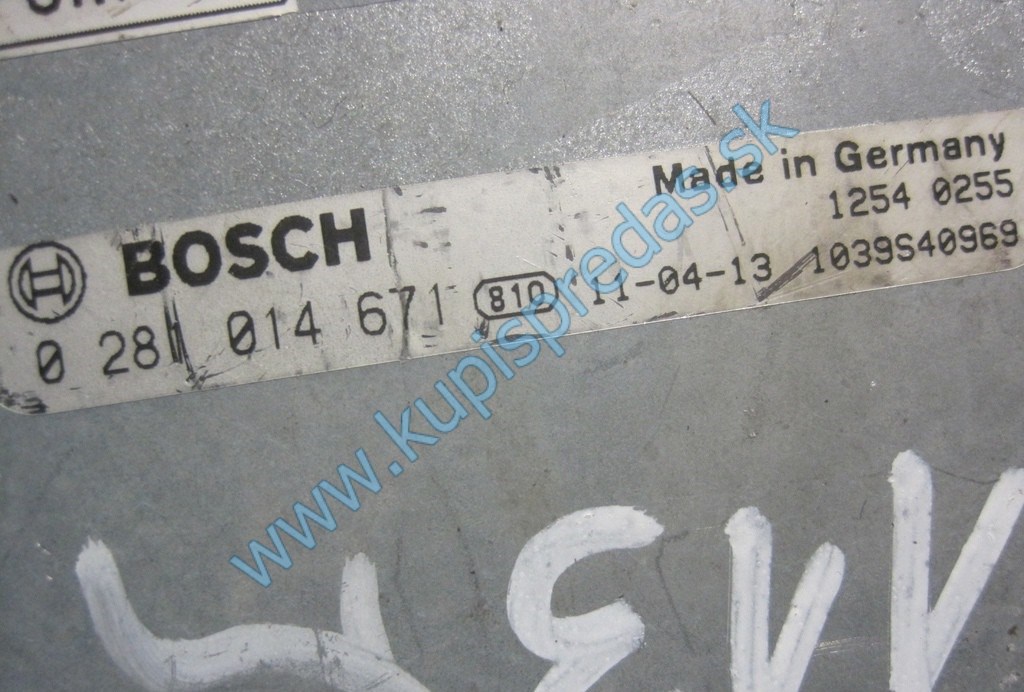 BOSCH
Made in Germany
1254 0255
0 281 014 671 810 11-04-13 1039S40969
www.kupispredas.sk